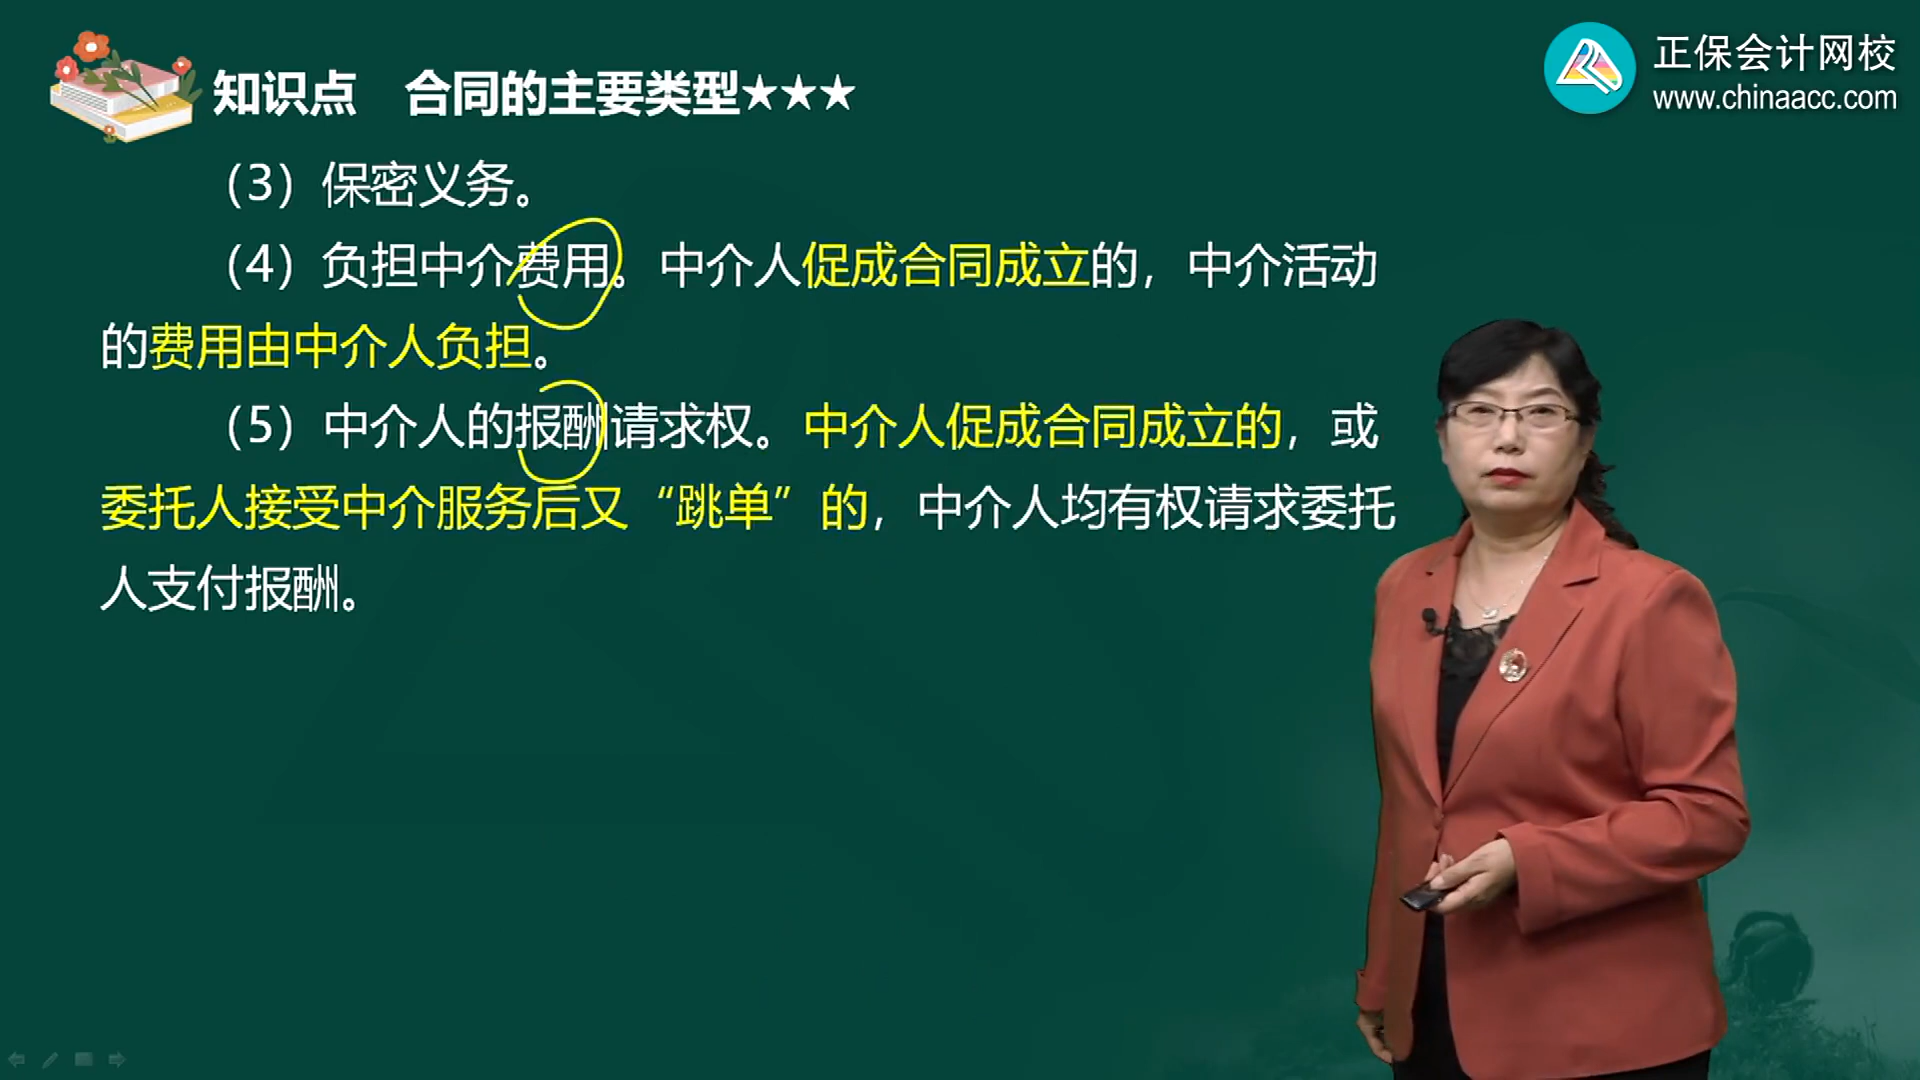 正保会计网校
www.chinaacc.com
知识点 合同的主要类型★★★
（3）保密义务。
（4）负担中介费用。中介人促成合同成立的，中介活动
的费用由中介人负担。
（5）中介人的报酬请求权。中介人促成合同成立的，或
委托人接受中介服务后又“跳单”的，中介人均有权请求委托
人支付报酬。